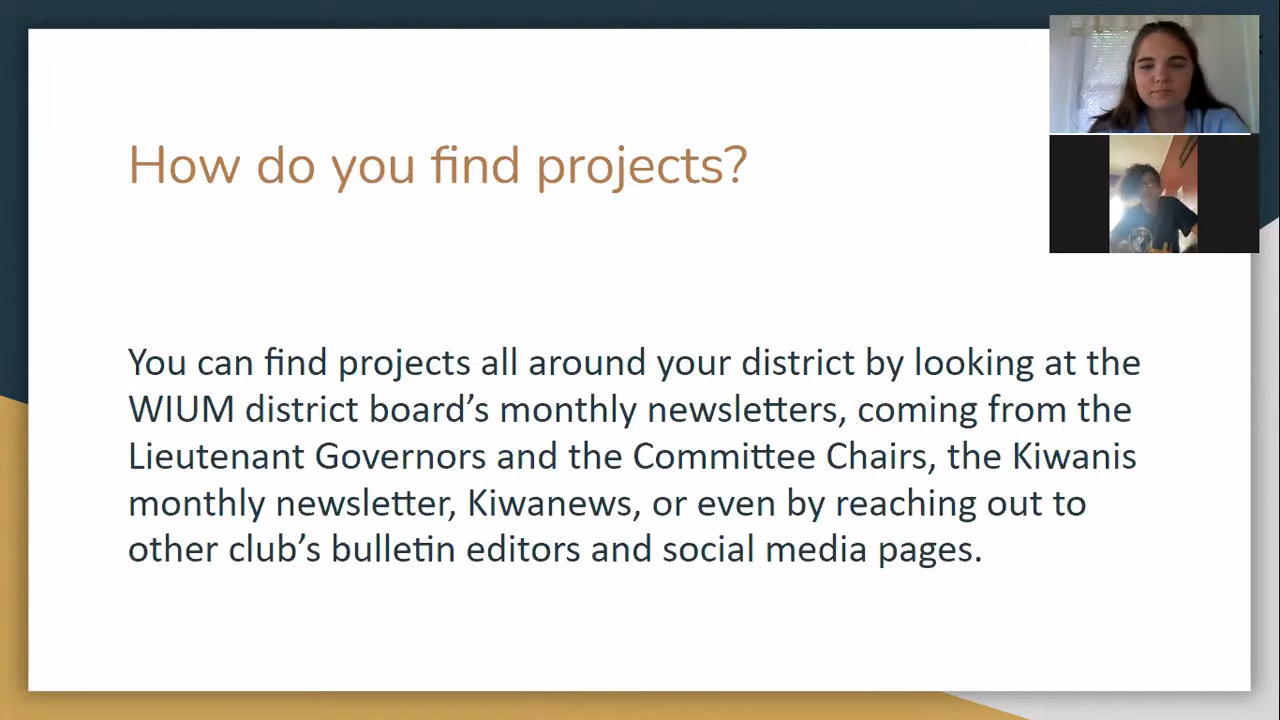 How do you find projects?
You can find projects all around your district by looking at the
WIUM district board’s monthly newsletters, coming from the
Lieutenant Governors and the Committee Chairs, the Kiwanis
monthly newsletter, Kiwanews, or even by reaching out to
other club’s bulletin editors and social media pages.